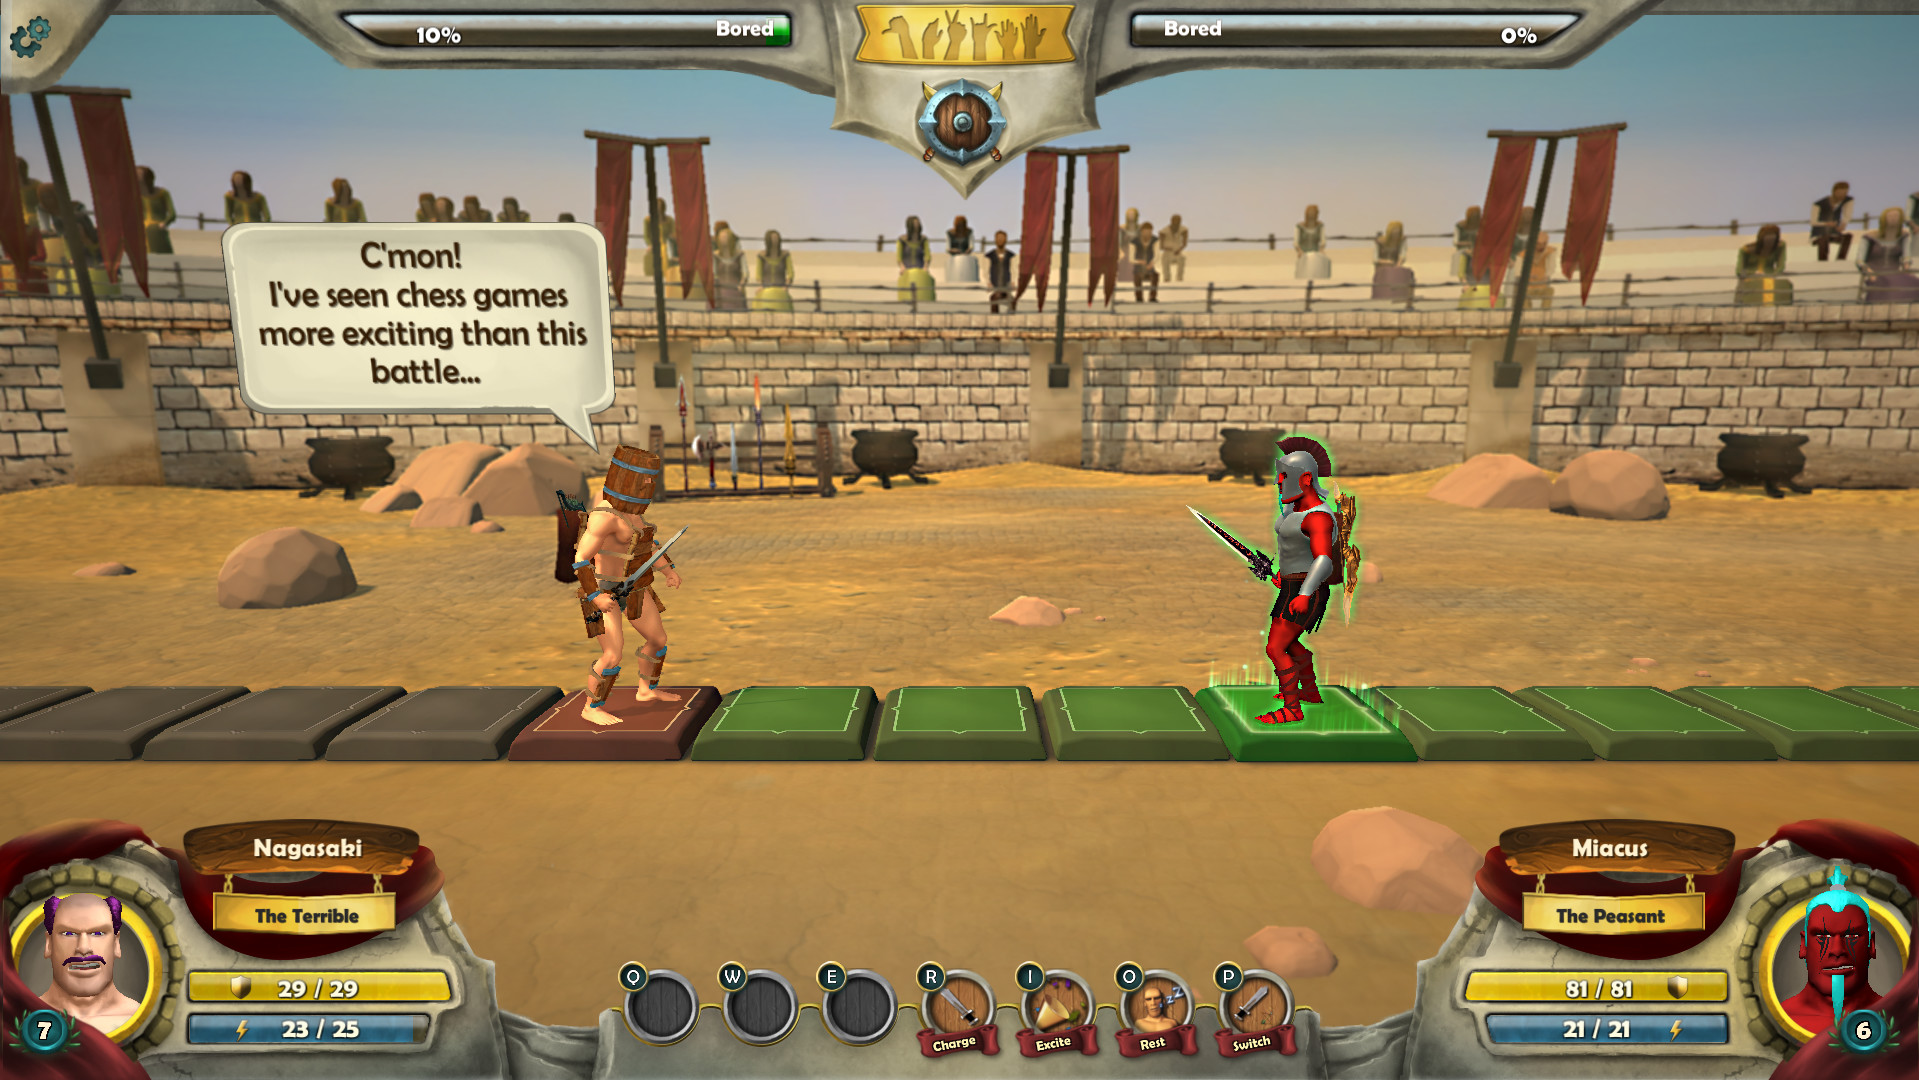 10%
Bored
Bored
0%
C'mon!
I've seen chess games
more exciting than this
battle...
Nagasaki
The Terrible
29 / 29
23 / 25
7
Q
W
E
R
I
O
P
Charge
Excite
Rest
Switch
Miacus
The Peasant
81 / 81
21 / 21
6